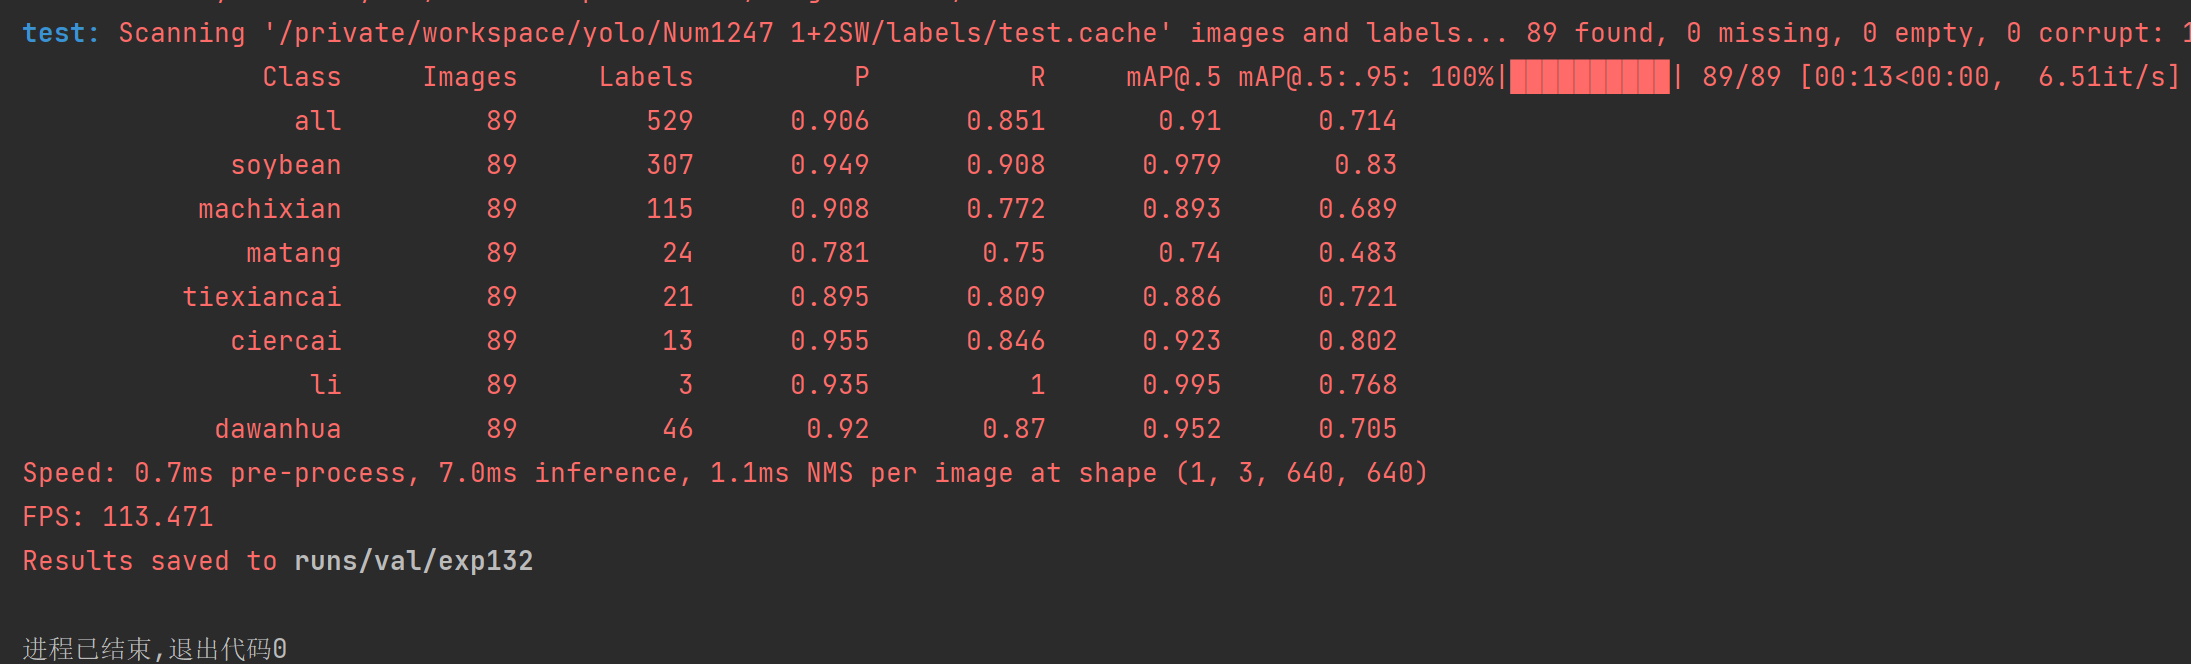 test: Scanning '/private/workspace/yolo/Num1247 1+2SW/labels/test.cache' images and labels... 89 found, 0 missing, 0 empty, 0 corrupt:
Class Images Labels P R mAP@.5 mAP@.5:.95: 100%|██████████| 89/89 [00:13<00:00, 6.51it/s]
all 89 529 0.906 0.851 0.91 0.714
soybean 89 307 0.949 0.908 0.979 0.83
machixian 89 115 0.908 0.772 0.893 0.689
matang 89 24 0.781 0.75 0.74 0.483
tiexiancai 89 21 0.895 0.809 0.886 0.721
ciercai 89 13 0.955 0.846 0.923 0.802
li 89 3 0.935 1 0.995 0.768
dawanhua 89 46 0.92 0.87 0.952 0.705
Speed: 0.7ms pre-process, 7.0ms inference, 1.1ms NMS per image at shape (1, 3, 640, 640)
FPS: 113.471
Results saved to runs/val/exp132
进程已结束,退出代码0